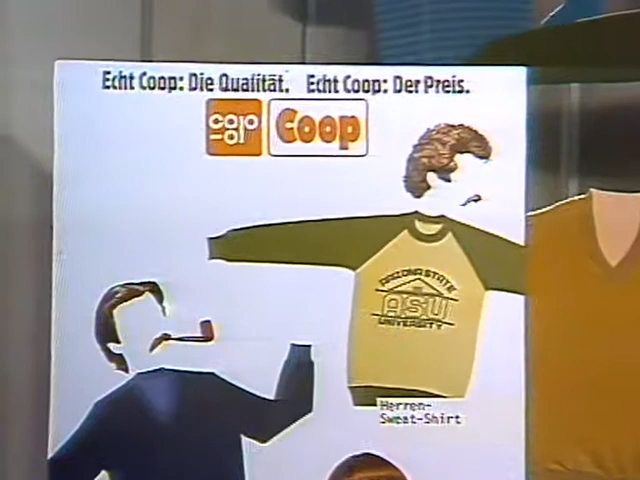 Echt Coop: Die Qualität. Echt Coop: Der Preis.
coop Coop
ARIZONA STATE
ASU
UNIVERSITY
Herren-
Sweat-Shirt